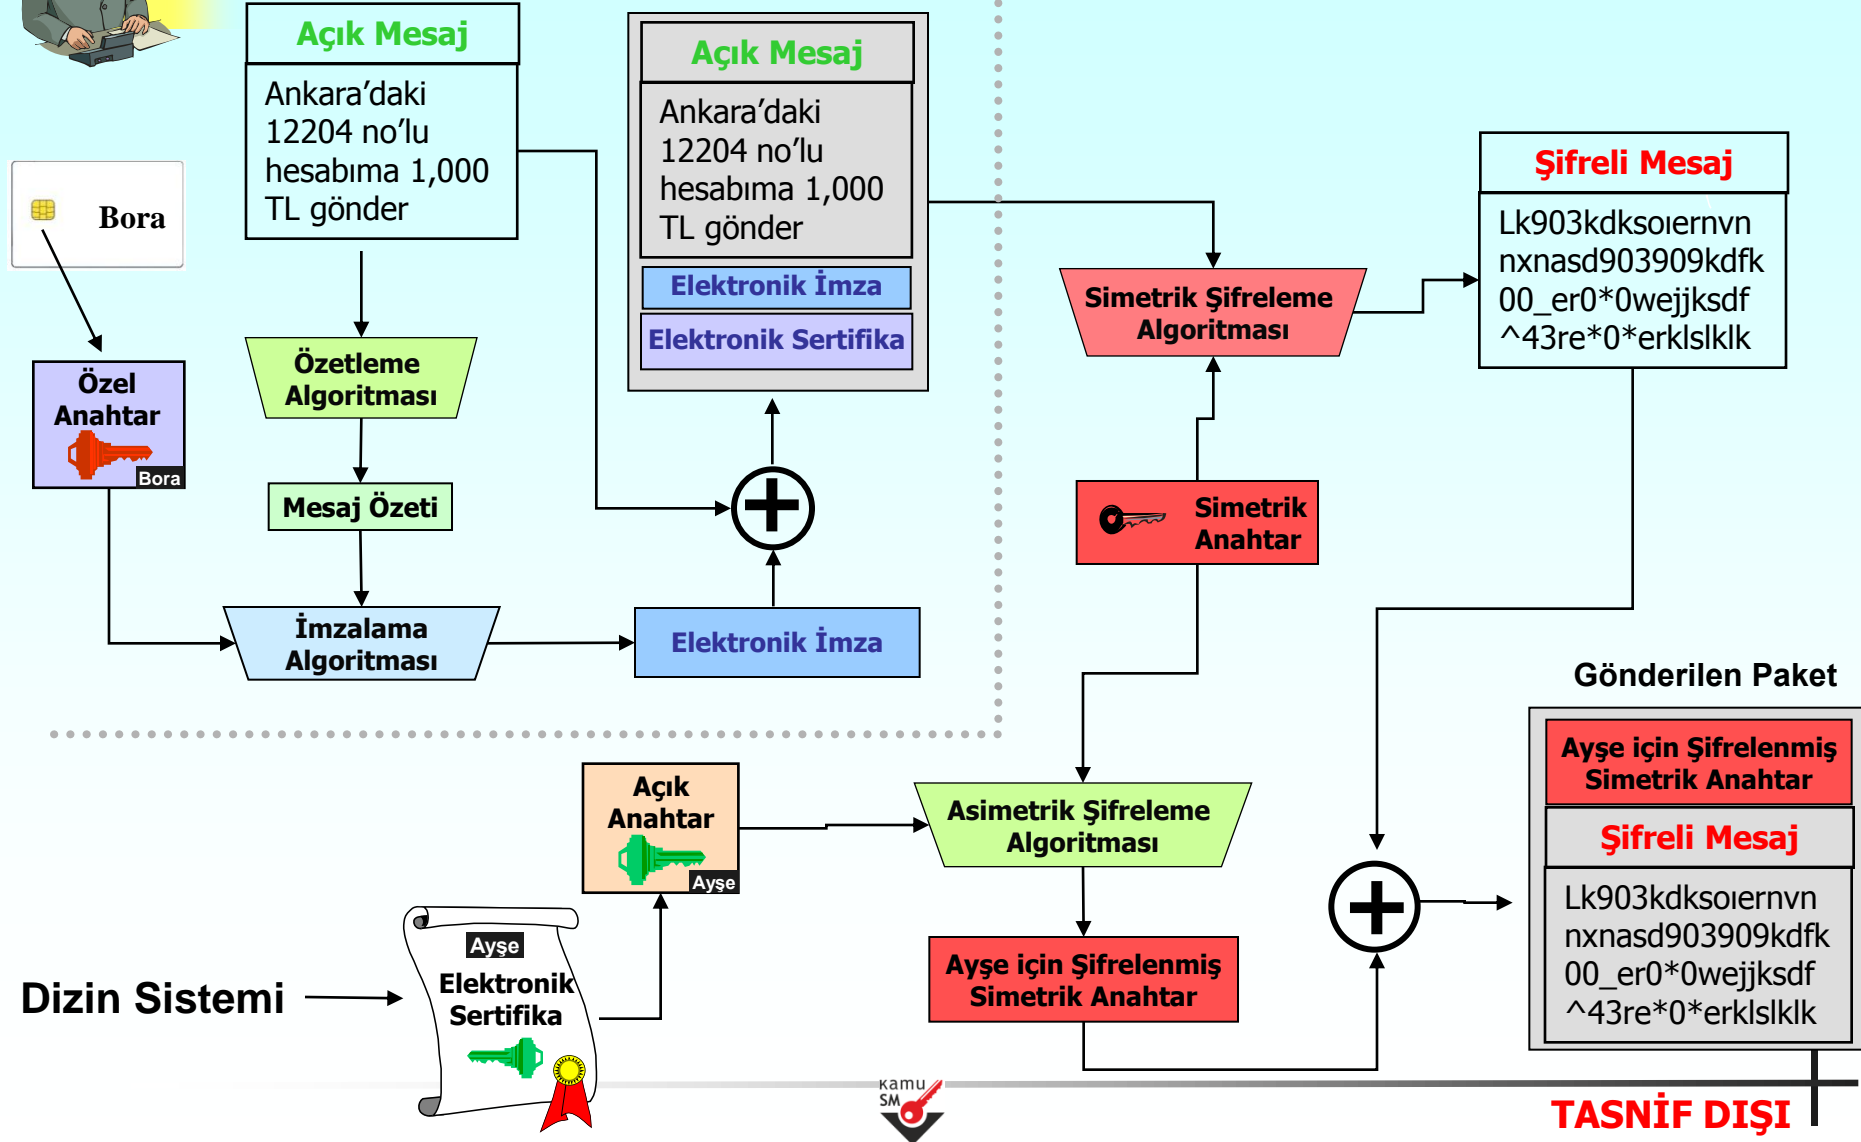 Açık Mesaj
Ankara’daki
12204 no’lu
hesabıma 1,000
TL gönder
Açık Mesaj
Ankara’daki
12204 no’lu
hesabıma 1,000
TL gönder
Elektronik İmza
Elektronik Sertifika
Bora
Özel
Anahtar
Bora
Özetleme
Algoritması
Mesaj Özeti
İmzalama
Algoritması
Elektronik İmza
Simetrik Şifreleme
Algoritması
Şifreli Mesaj
Lk903kdksoıernvn
nxnasd903909kdfk
00_er0*0wejjksdf
^43re*0*erklslklk
Simetrik
Anahtar
Açık
Anahtar
Ayşe
Asimetrik Şifreleme
Algoritması
Dizin Sistemi
Ayşe
Elektronik
Sertifika
Ayşe için Şifrelenmiş
Simetrik Anahtar
Gönderilen Paket
Ayşe için Şifrelenmiş
Simetrik Anahtar
Şifreli Mesaj
Lk903kdksoıernvn
nxnasd903909kdfk
00_er0*0wejjksdf
^43re*0*erklslklk
Kamu
SM
TASNİF DIŞI